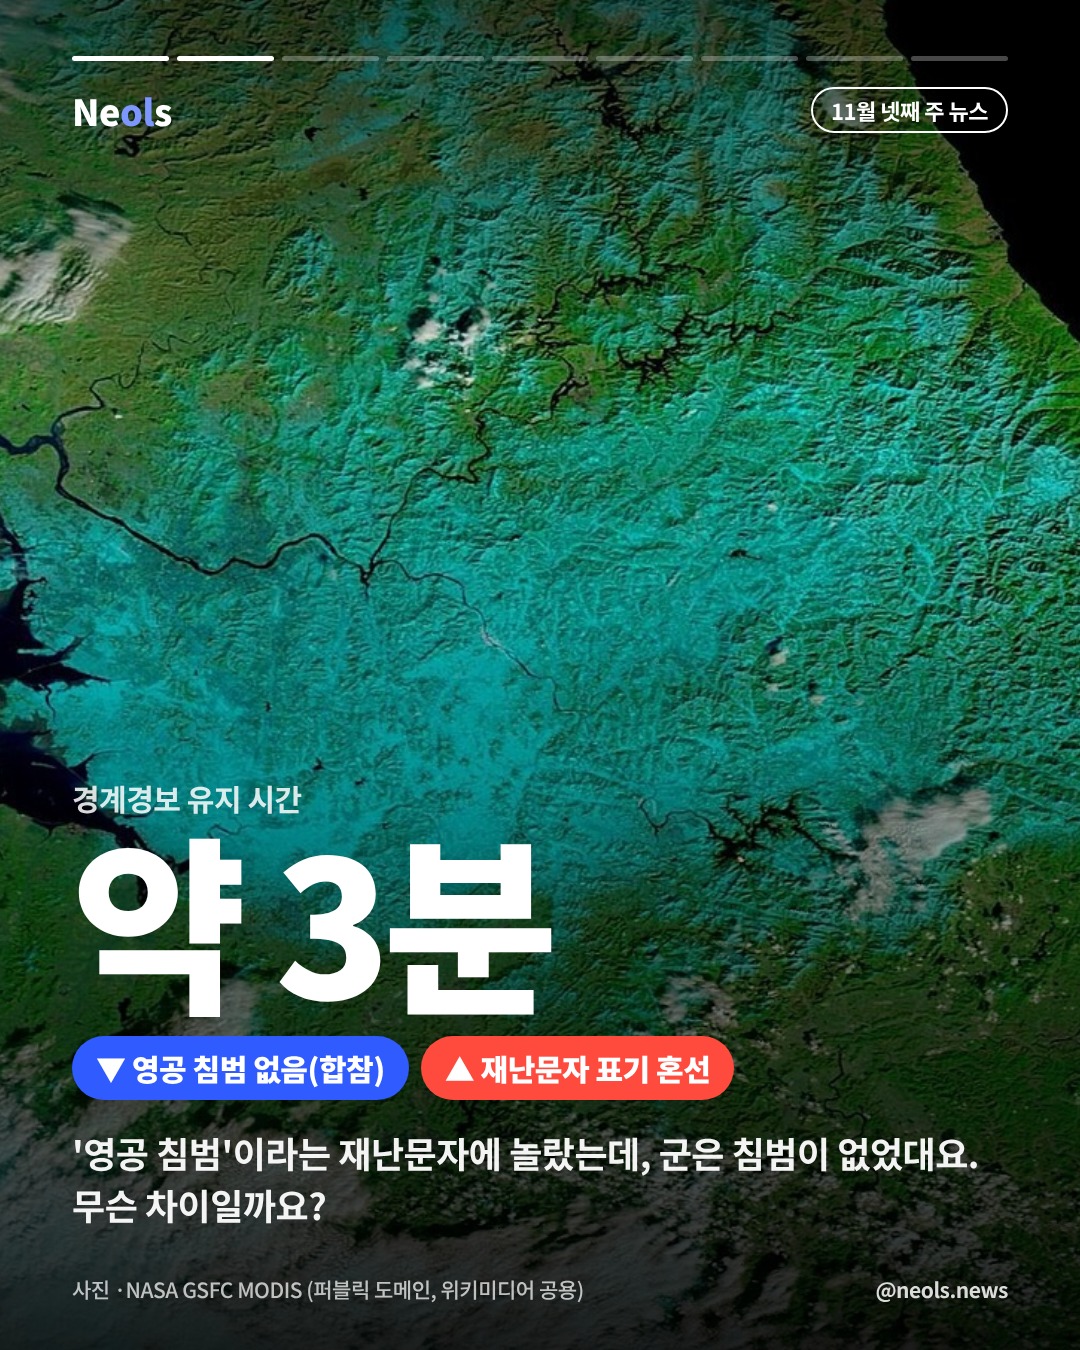 Neols
11월 넷째 주 뉴스
경계경보 유지 시간
약 3분
▼ 영공 침범 없음(합참)
▲ 재난문자 표기 혼선
'영공 침범'이라는 재난문자에 놀랐는데, 군은 침범이 없었대요.
무슨 차이일까요?
사진 · NASA GSFC MODIS (퍼블릭 도메인, 위키미디어 공용)
@neols.news